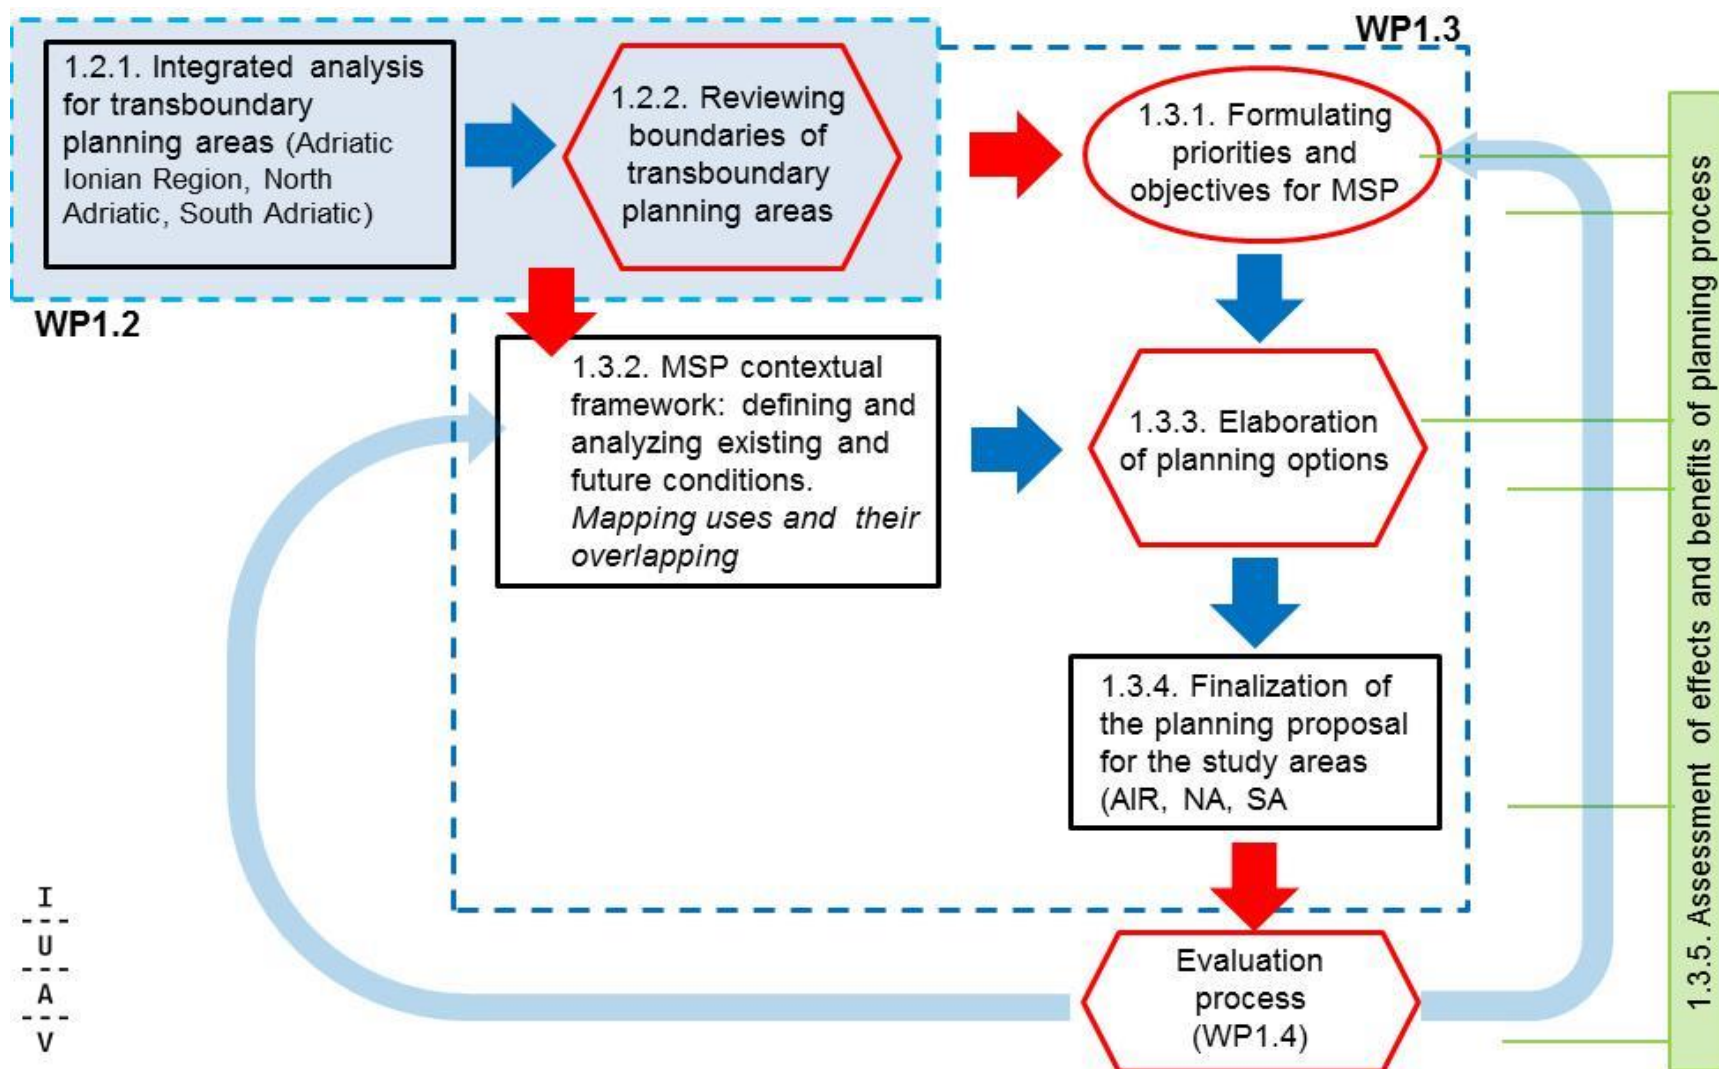 WP1.3
1.2.1. Integrated analysis
for transboundary
planning areas (Adriatic
Ionian Region, North
Adriatic, South Adriatic)
1.2.2. Reviewing
boundaries of
transboundary
planning areas
1.3.1. Formulating
priorities and
objectives for MSP
WP1.2
1.3.2. MSP contextual
framework: defining and
analyzing existing and
future conditions.
Mapping uses and their
overlapping
1.3.3. Elaboration
of planning options
1.3.4. Finalization of
the planning proposal
for the study areas
(AIR, NA, SA
Evaluation
process
(WP1.4)
1.3.5. Assessment of effects and benefits of planning process
I
U
A
V